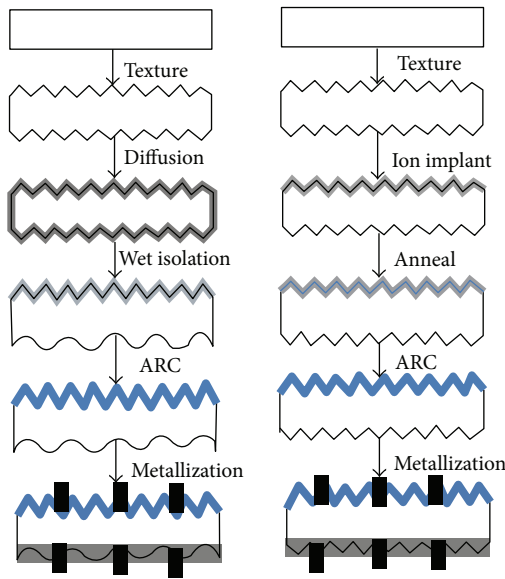 Texture
Diffusion
Wet isolation
ARC
Metallization
Texture
Ion implant
Anneal
ARC
Metallization